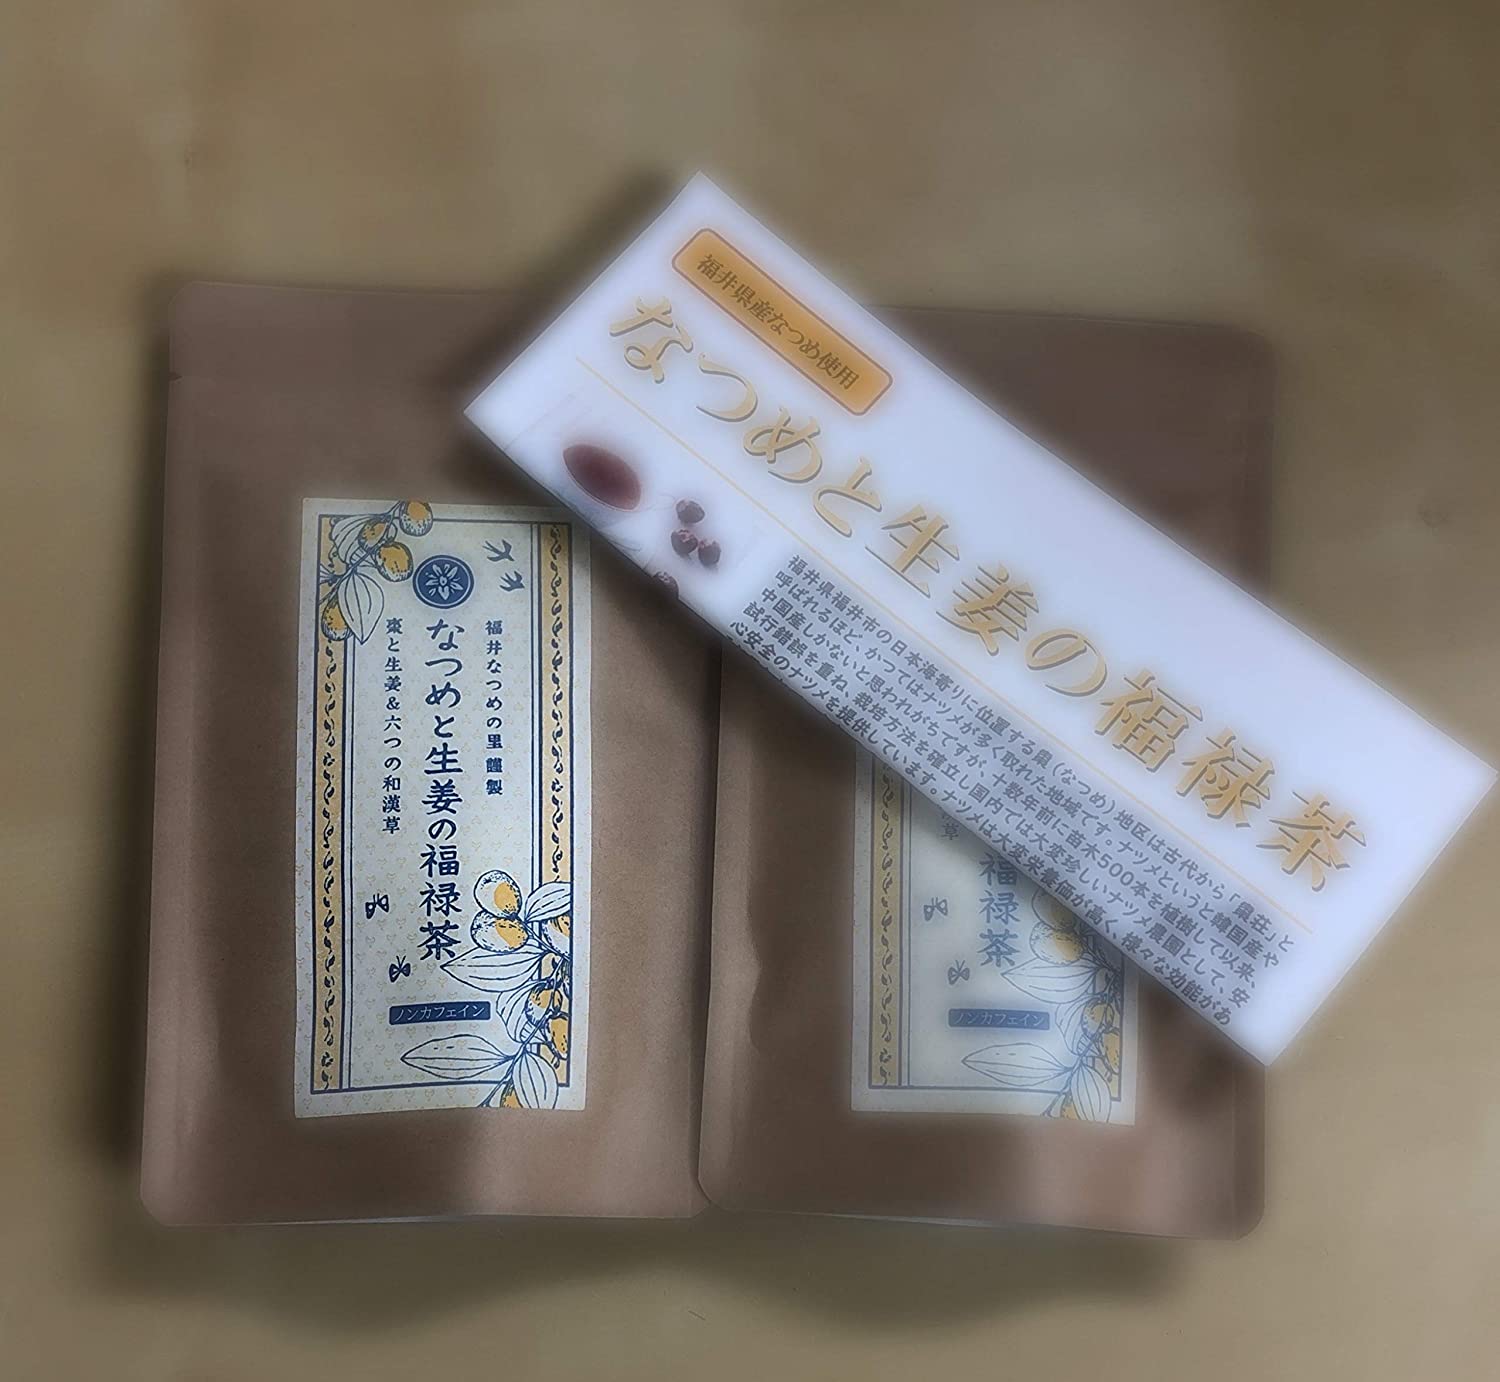 福井なつめの里 謹製
なつめと生姜の福禄茶
棗と生姜&六つの和漢草
ノンカフェイン
福井県産なつめ使用
なつめと生姜の福禄茶
福井県福井市の日本海寄りに位置する棗(なつめ)地区は古代から「棗荘」と
呼ばれるほど、かつてはナツメが多く取れた地域です。ナツメというと韓国産や
中国産しかないと思われがちですが、十数年前に苗木500本を植樹して以来、
試行錯誤を重ね、栽培方法を確立し国内では大変珍しいナツメ農園として、安
心安全のナツメを提供しています。ナツメは大変栄養価が高く、様々な効能があ
福禄茶
漢草
ノンカフェイン